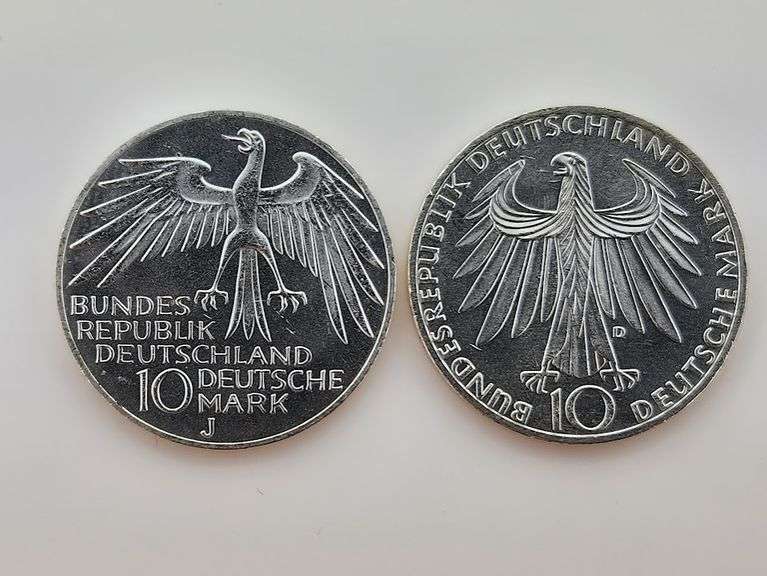 BUNDES
REPUBLIK
DEUTSCHLAND
10 DEUTSCHE
MARK
J
BUNDESREPUBLIK DEUTSCHLAND
10 DEUTSCHE MARK
D